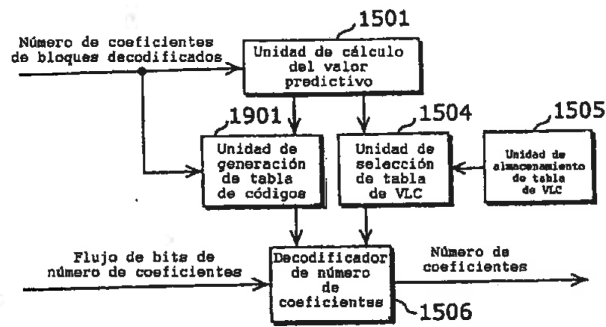 1501
Número de coeficientes
de bloques decodificados
Unidad de cálculo
del valor
predictivo
1901
1504
1505
Unidad de
generación
de tabla
de códigos
Unidad de
selección
de tabla
de VLC
Unidad de
almacenamiento
de tabla de
VLC
Flujo de bits de
número de coeficientes
Decodificador
de número
de
coeficientes
Número de
coeficientes
1506